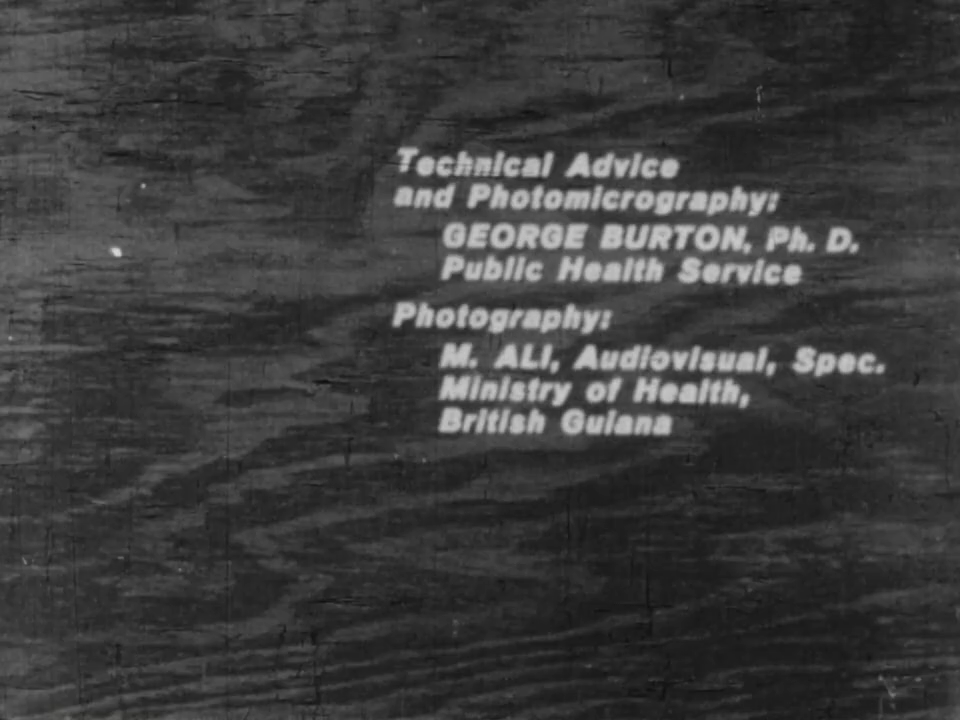 Technical Advice
and Photomicrography:
GEORGE BURTON, Ph. D.
Public Health Service
Photography:
M. ALI, Audiovisual, Spec.
Ministry of Health,
British Guiana